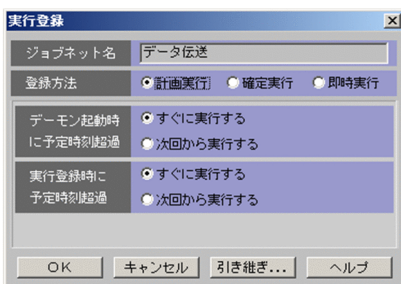 実行登録
ジョブネット名 データ伝送
登録方法 計画実行 確定実行 即時実行
デーモン起動時 すぐに実行する
に予定時刻超過 次回から実行する
実行登録時に すぐに実行する
予定時刻超過 次回から実行する
OK キャンセル 引き継ぎ... ヘルプ